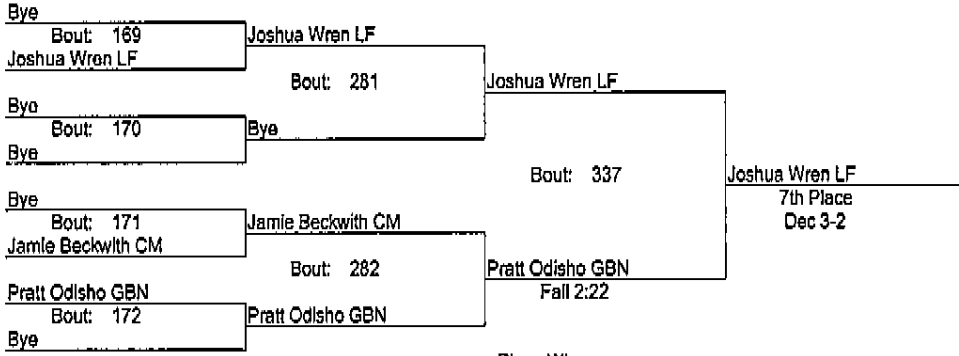 Bye
Bout: 169
Joshua Wren LF
Joshua Wren LF
Bout: 281
Joshua Wren LF
Bye
Bout: 170
Bye
Bye
Bout: 337
Joshua Wren LF
7th Place
Dec 3-2
Bye
Bout: 171
Jamie Beckwith CM
Jamie Beckwith CM
Bout: 282
Pratt Odisho GBN
Fall 2:22
Pratt Odisho GBN
Bout: 172
Pratt Odisho GBN
Bye